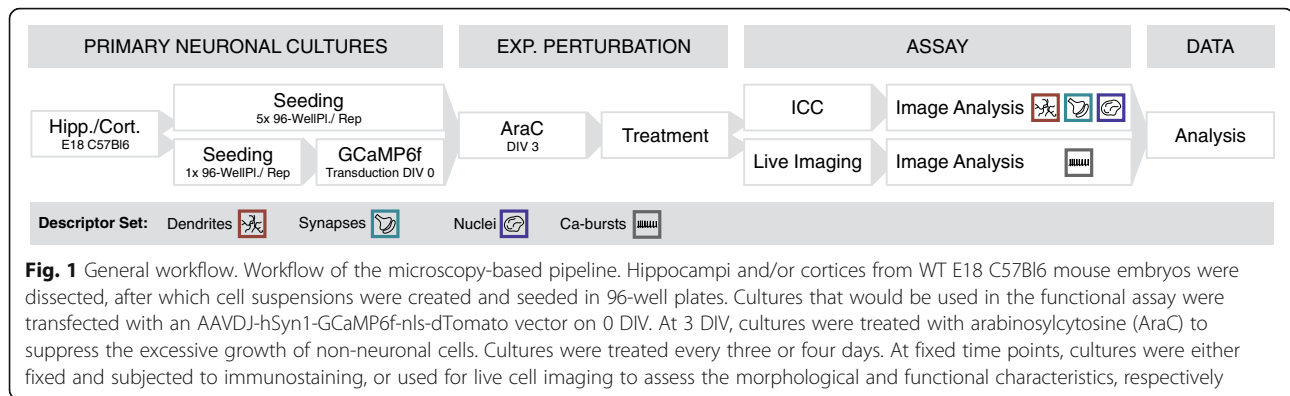 PRIMARY NEURONAL CULTURES
EXP. PERTURBATION
ASSAY
DATA
Hipp./Cort.
E18 C57Bl6
Seeding
5x 96-WellPl./ Rep
Seeding
1x 96-WellPl./ Rep
GCaMP6f
Transduction DIV 0
AraC
DIV 3
Treatment
ICC
Image Analysis
Live Imaging
Image Analysis
Analysis
Descriptor Set: Dendrites Synapses Nuclei Ca-bursts
Fig. 1 General workflow. Workflow of the microscopy-based pipeline. Hippocampi and/or cortices from WT E18 C57Bl6 mouse embryos were
dissected, after which cell suspensions were created and seeded in 96-well plates. Cultures that would be used in the functional assay were
transfected with an AAVDJ-hSyn1-GCaMP6f-nls-dTomato vector on 0 DIV. At 3 DIV, cultures were treated with arabinosylcytosine (AraC) to
suppress the excessive growth of non-neuronal cells. Cultures were treated every three or four days. At fixed time points, cultures were either
fixed and subjected to immunostaining, or used for live cell imaging to assess the morphological and functional characteristics, respectively